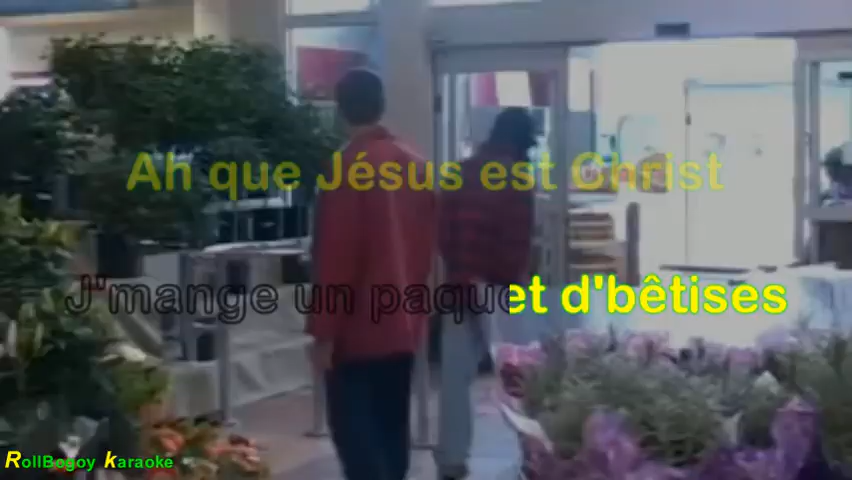 Ah que Jésus est Christ
J"mange un paquet d'bêtises
RollBogoy Karaoke